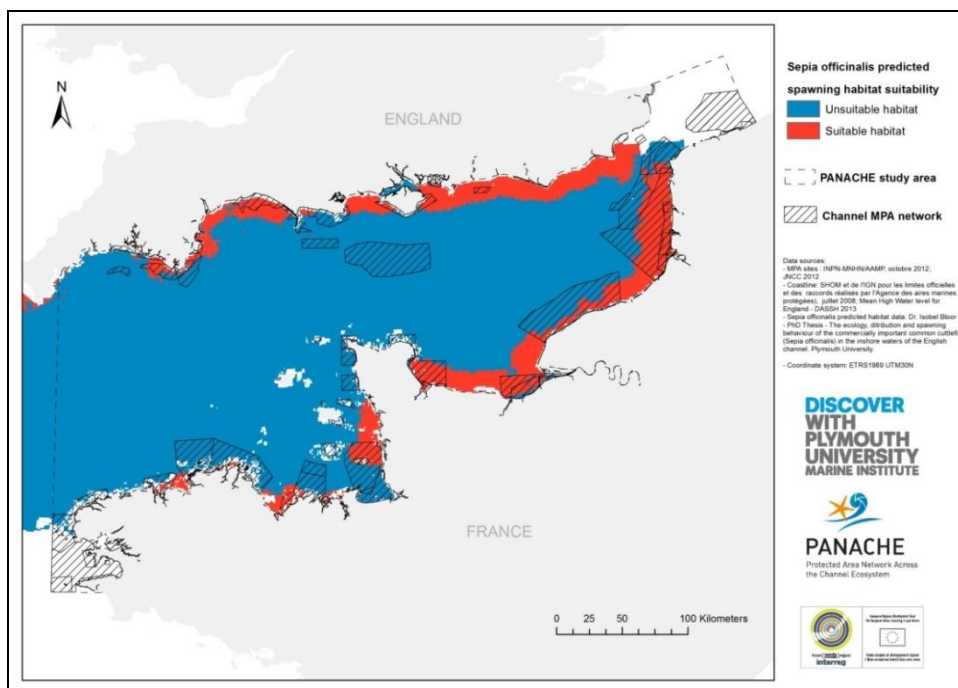 N
ENGLAND
FRANCE
0 25 50 100 Kilometers
Sepia officinalis predicted
spawning habitat suitability
Unsuitable habitat
Suitable habitat
PANACHE study area
Channel MPA network
Data sources:
- MPA sites : INPN-MNHN/AAMP, octobre 2012;
JNCC 2012
- Coastline: SHOM et de l'IGN pour les limites officielles
et des raccords réalisés par l'Agence des aires marines
protégées), juillet 2008; Mean High Water level for
England - DASSH 2013
- Sepia officinalis predicted habitat data: Dr. Isobel Bloor
- PhD Thesis - The ecology, ditribution and spawning
behaviour of the commercially important common cuttlef
(Sepia officinalis) in the inshore waters of the English
channel. Plymouth University.
- Coordinate system: ETRS1989 UTM30N
DISCOVER
WITH
PLYMOUTH
UNIVERSITY
MARINE INSTITUTE
PANACHE
Protected Area Network Across
the Channel Ecosystem
interreg